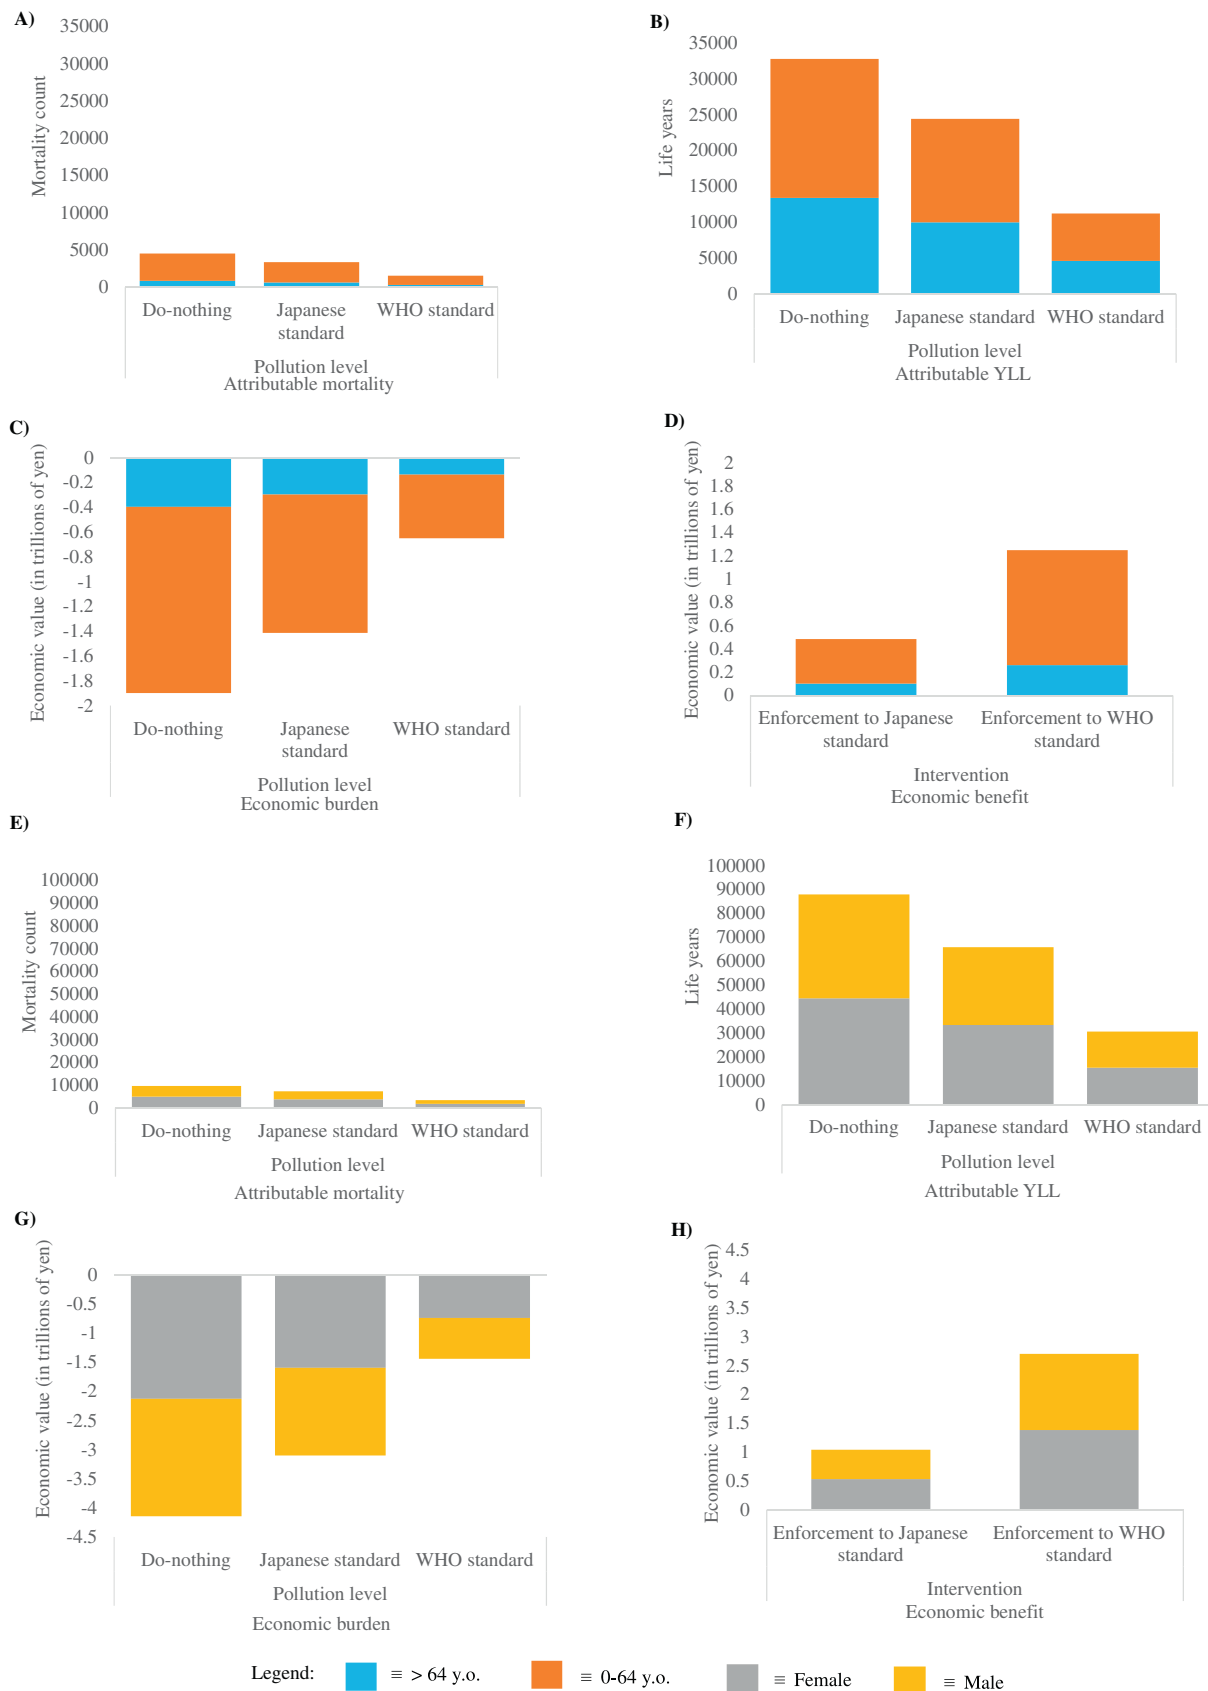 A)
Mortality count
35000
30000
25000
20000
15000
10000
5000
0
Do-nothing
Japanese
standard
WHO standard
Pollution level
Attributable mortality
B)
Life years
35000
30000
25000
20000
15000
10000
5000
0
Do-nothing
Japanese standard
WHO standard
Pollution level
Attributable YLL
C)
Economic value (in trillions of yen)
0
-0.2
-0.4
-0.6
-0.8
-1
-1.2
-1.4
-1.6
-1.8
-2
Do-nothing
Japanese
standard
WHO standard
Pollution level
Economic burden
D)
Economic value (in trillions of yen)
2
1.8
1.6
1.4
1.2
1
0.8
0.6
0.4
0.2
0
Enforcement to Japanese
standard
Enforcement to WHO
standard
Intervention
Economic benefit
E)
Mortality count
100000
90000
80000
70000
60000
50000
40000
30000
20000
10000
0
Do-nothing
Japanese standard
WHO standard
Pollution level
Attributable mortality
F)
Life years
100000
90000
80000
70000
60000
50000
40000
30000
20000
10000
0
Do-nothing
Japanese standard
WHO standard
Pollution level
Attributable YLL
G)
Economic value (in trillions of yen)
0
-0.5
-1
-1.5
-2
-2.5
-3
-3.5
-4
-4.5
Do-nothing
Japanese standard
WHO standard
Pollution level
Economic burden
H)
Economic value (in trillions of yen)
4.5
4
3.5
3
2.5
2
1.5
1
0.5
0
Enforcement to Japanese
standard
Enforcement to WHO
standard
Intervention
Economic benefit
Legend: ≡ > 64 y.o. ≡ 0-64 y.o. ≡ Female ≡ Male